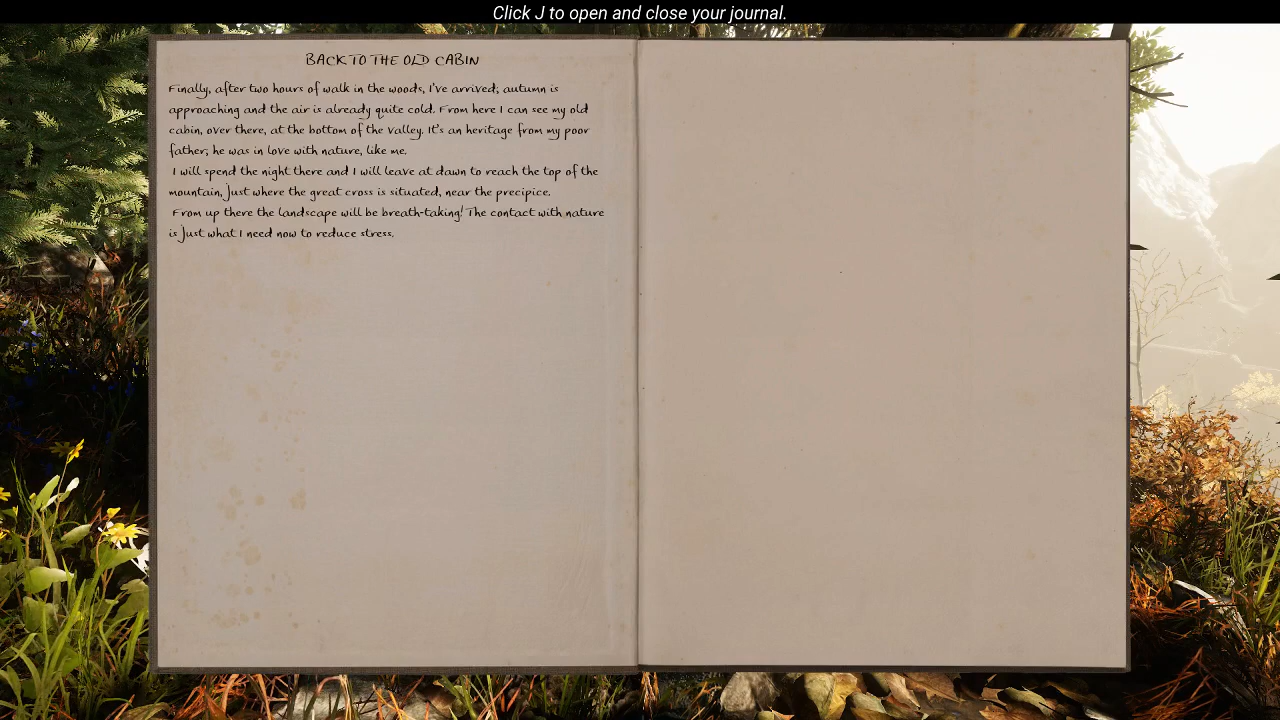 Click J to open and close your journal.
BACK TO THE OLD CABIN
Finally, after two hours of walk in the woods, I've arrived; autumn is
approaching and the air is already quite cold. From here I can see my old
cabin, over there, at the bottom of the valley. It's an heritage from my poor
father; he was in love with nature, like me.
I will spend the night there and I will leave at dawn to reach the top of the
mountain, just where the great cross is situated, near the precipice.
From up there the landscape will be breath-taking! The contact with nature
is just what I need now to reduce stress.